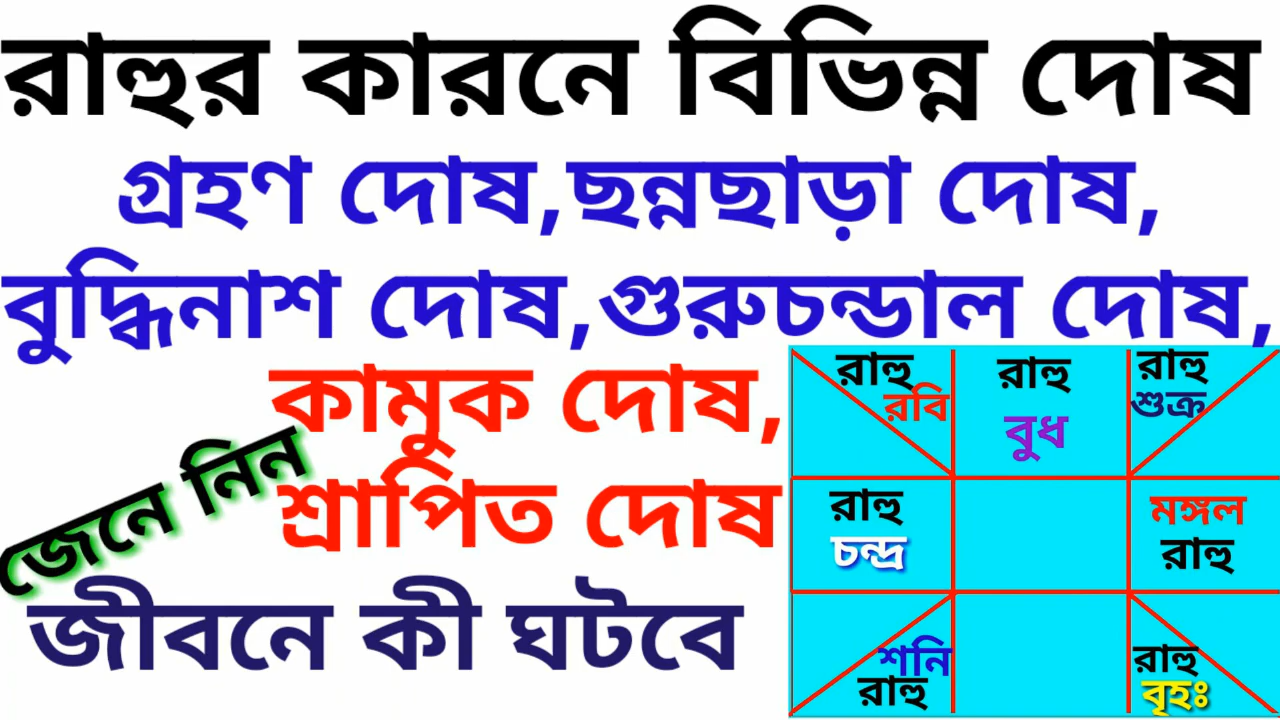 রাহুর কারনে বিভিন্ন দোষ
গ্রহণ দোষ,ছন্নছাড়া দোষ,
বুদ্ধিনাশ দোষ,গুরুচন্ডাল দোষ,
কামুক দোষ,
জেনে নিন
শ্রাপিত দোষ
জীবনে কী ঘটবে
রাহু
রবি
রাহু
বুধ
রাহু
শুক্র
রাহু
চন্দ্র
মঙ্গল
রাহু
শনি
রাহু
রাহু
বৃহঃ